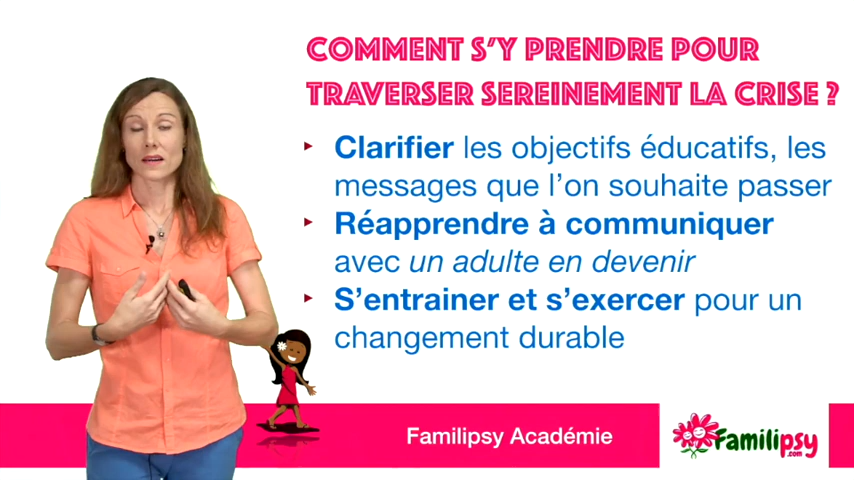 COMMENT S'Y PRENDRE POUR
TRAVERSER SEREINEMENT LA CRISE ?
Clarifier les objectifs éducatifs, les
messages que l'on souhaite passer
Réapprendre à communiquer
avec un adulte en devenir
S'entrainer et s'exercer pour un
changement durable
Familipsy Académie
Familipsy
.com